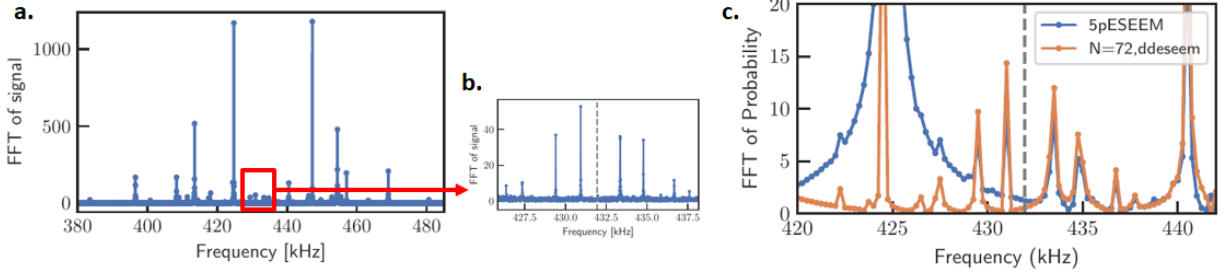 a.
FFT of signal
1000
500
0
380
400
420
440
460
480
Frequency [kHz]
b.
FFT of signal
40
20
0
427.5
430.0
432.5
435.0
437.5
Frequency [kHz]
c.
FFT of Probability
20
15
10
5
0
420
425
430
435
440
Frequency (kHz)
5pESEEM
N=72,ddeseem